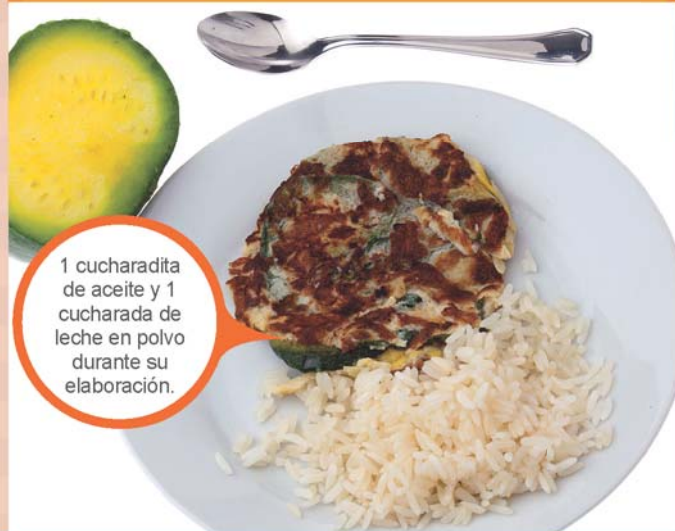 1 cucharadita
de aceite y 1
cucharada de
leche en polvo
durante su
elaboración.